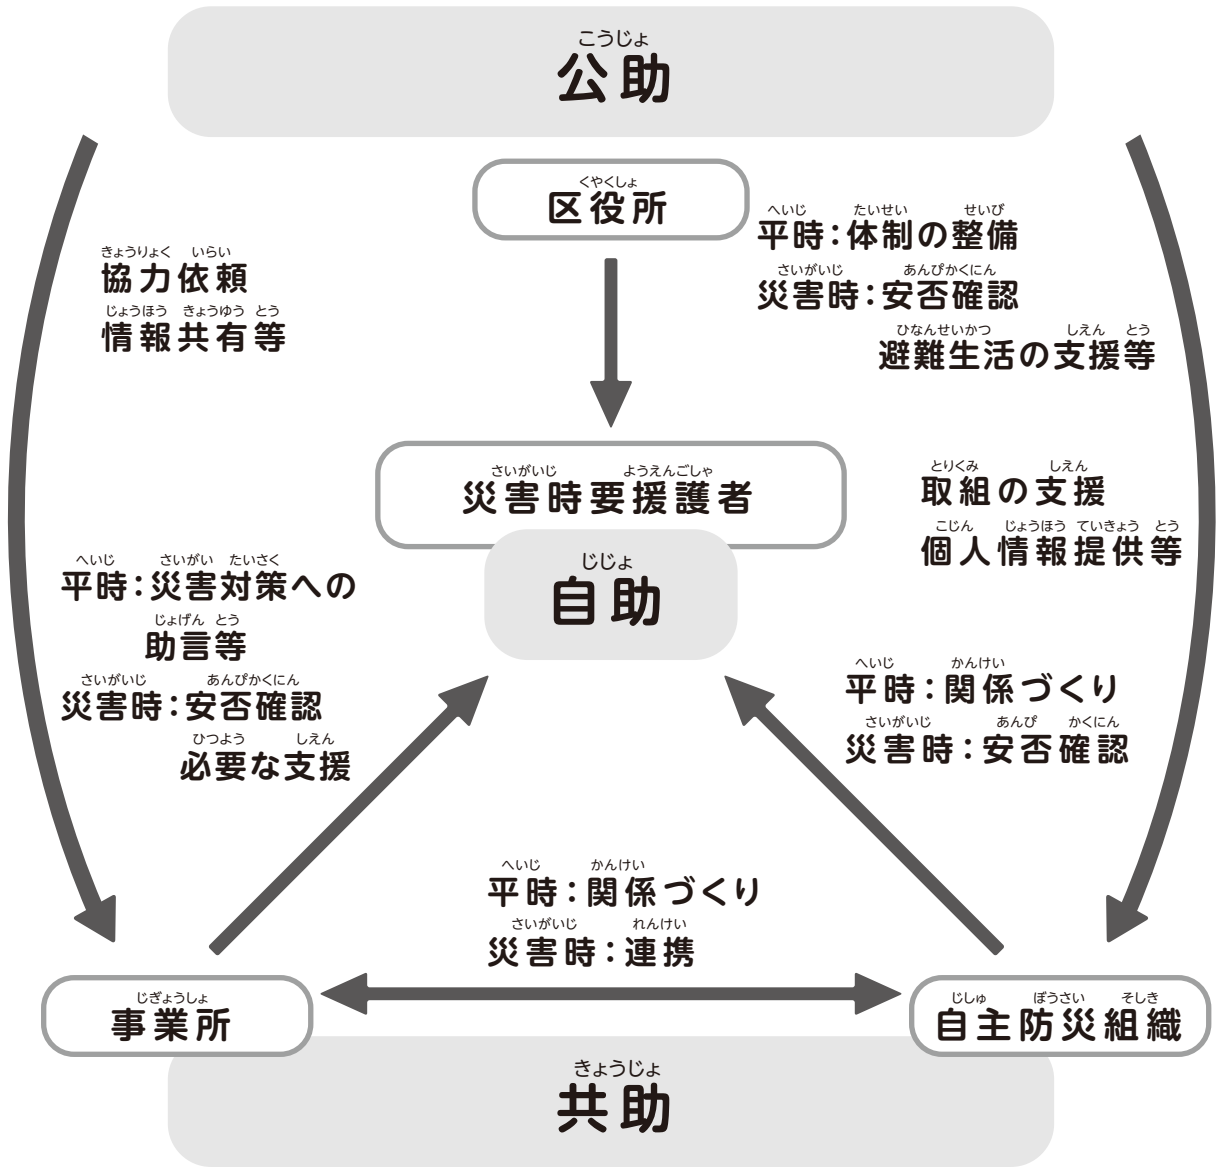 こうじょ
公助
くやくしょ
区役所
へいじ たいせい せいび
平時：体制の整備
さいがいじ あんぴかくにん
災害時：安否確認
ひなんせいかつ しえん とう
避難生活の支援等
きょうりょく いらい
協力依頼
じょうほう きょうゆう とう
情報共有等
さいがいじ ようえんごしゃ
災害時要援護者
じじょ
自助
とりくみ しえん
取組の支援
こじん じょうほう ていきょう とう
個人情報提供等
へいじ さいがい たいさく
平時：災害対策への
じょげん とう
助言等
さいがいじ あんぴかくにん
災害時：安否確認
ひつよう しえん
必要な支援
へいじ かんけい
平時：関係づくり
さいがいじ あんぴ かくにん
災害時：安否確認
へいじ かんけい
平時：関係づくり
さいがいじ れんけい
災害時：連携
じぎょうしょ
事業所
じしゅ ぼうさい そしき
自主防災組織
きょうじょ
共助